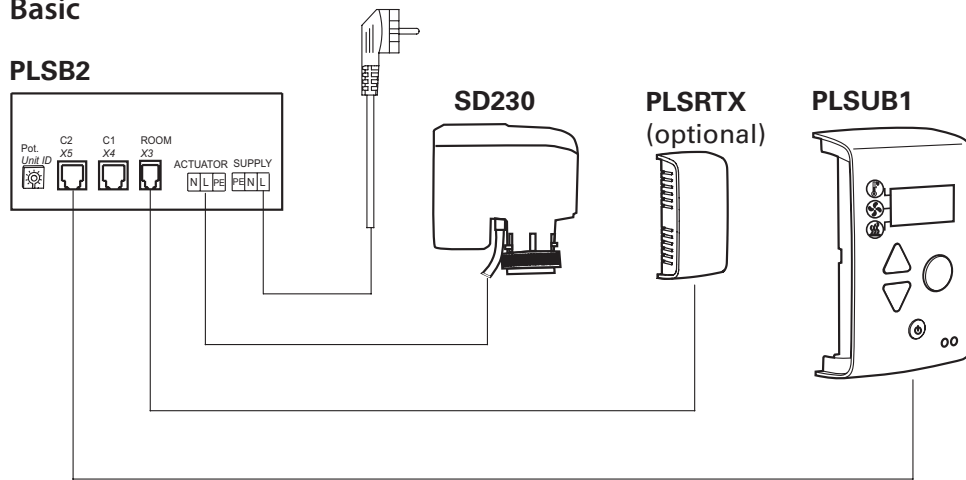 Basic
PLSB2
SD230
PLSRTX
(optional)
PLSUB1
Pot.
Unit ID
C2
X5
C1
X4
ROOM
X3
ACTUATOR
SUPPLY
N L PE
PE N L